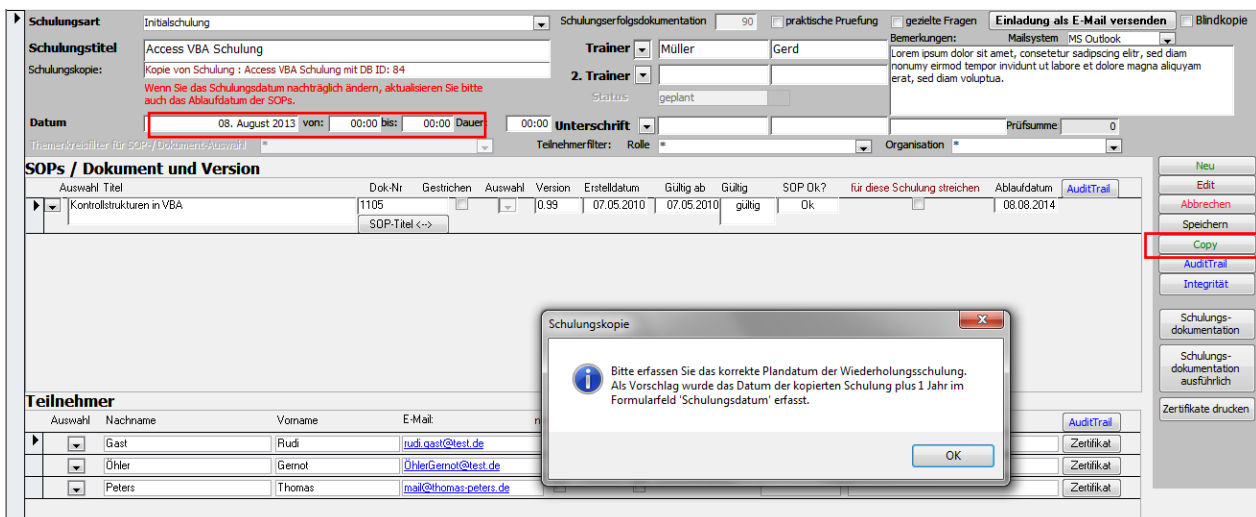 Schulungsart Initialschulung Schulungserfolgsdokumentation 90 praktische Pruefung gezielte Fragen Einladung als E-Mail versenden Blindkopie
Bemerkungen: Mailsystem MS Outlook
Schulungstitel Access VBA Schulung Trainer Müller Gerd
Lorem ipsum dolor sit amet, consetetur sadipscing elitr, sed diam
nonumy eirmod tempor invidunt ut labore et dolore magna aliquyam
erat, sed diam voluptua.
Schulungskopie: Kopie von Schulung : Access VBA Schulung mit DB ID: 84
2. Trainer
Wenn Sie das Schulungsdatum nachträglich ändern, aktualisieren Sie bitte
auch das Ablaufdatum der SOPs.
Status geplant
Datum 08. August 2013 von: 00:00 bis: 00:00 Dauer: 00:00 Unterschrift Prüfsumme 0
Themenkreisfilter für SOP-/Dokument-Auswahl * Teilnehmerfilter: Rolle * Organisation *
SOPs / Dokument und Version
Auswahl Titel Dok-Nr Gestrichen Auswahl Version Erstelldatum Gültig ab Gültig SOP Ok? für diese Schulung streichen Ablaufdatum AuditTrail
Kontrollstrukturen in VBA 1105 0.99 07.05.2010 07.05.2010 gültig Ok 08.08.2014
SOP-Titel <-->
Neu
Edit
Abbrechen
Speichern
Copy
AuditTrail
Integrität
Schulungs-
dokumentation
Schulungs-
dokumentation
ausführlich
Zertifikate drucken
Schulungskopie
Bitte erfassen Sie das korrekte Plandatum der Wiederholungsschulung.
Als Vorschlag wurde das Datum der kopierten Schulung plus 1 Jahr im
Formularfeld 'Schulungsdatum' erfasst.
OK
Teilnehmer
Auswahl Nachname Vorname E-Mail: AuditTrail
Gast Rudi rudi.gast@test.de Zertifikat
Öhler Gernot ÖhlerGernot@test.de Zertifikat
Peters Thomas mail@thomas-peters.de Zertifikat